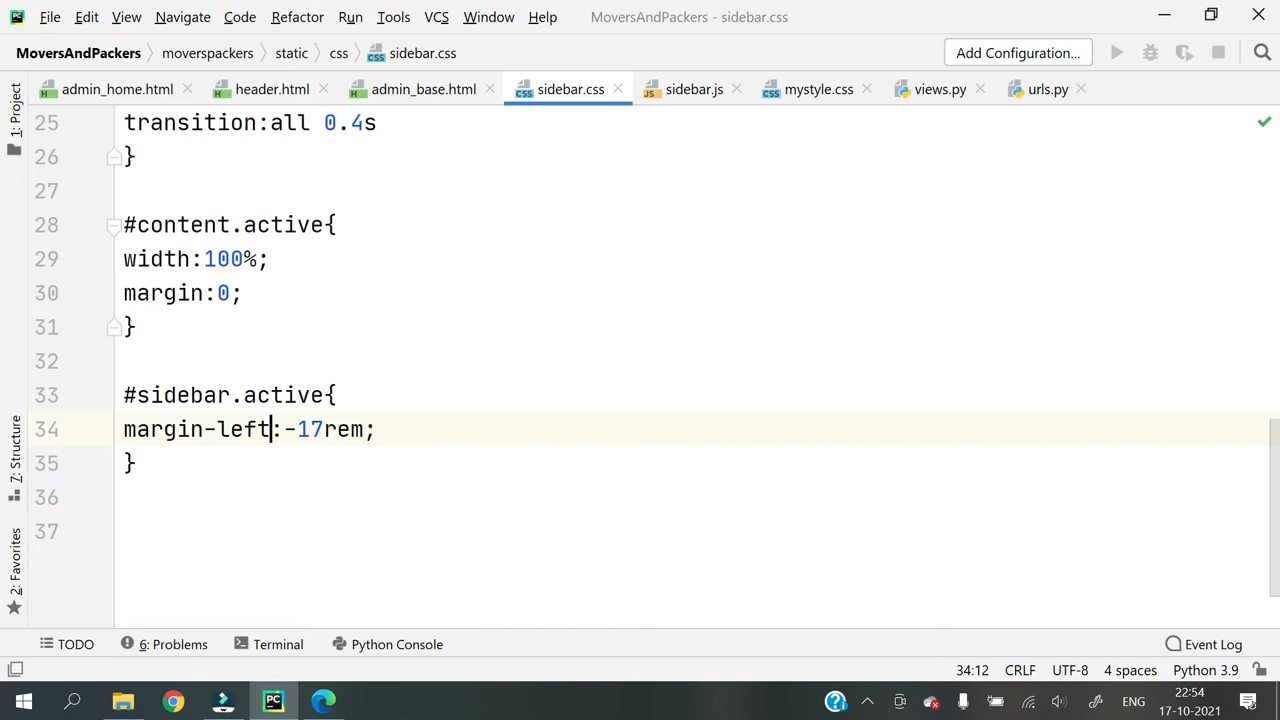 File Edit View Navigate Code Refactor Run Tools VCS Window Help MoversAndPackers - sidebar.css
MoversAndPackers moverspackers static css sidebar.css Add Configuration...
admin_home.html header.html admin_base.html sidebar.css sidebar.js mystyle.css views.py urls.py
1: Project
7: Structure
2: Favorites
25 transition:all 0.4s
26 }
27
28 #content.active{
29 width:100%;
30 margin:0;
31 }
32
33 #sidebar.active{
34 margin-left:-17rem;
35 }
36
37
TODO 6: Problems Terminal Python Console Event Log
34:12 CRLF UTF-8 4 spaces Python 3.9
ENG 22:54
17-10-2021